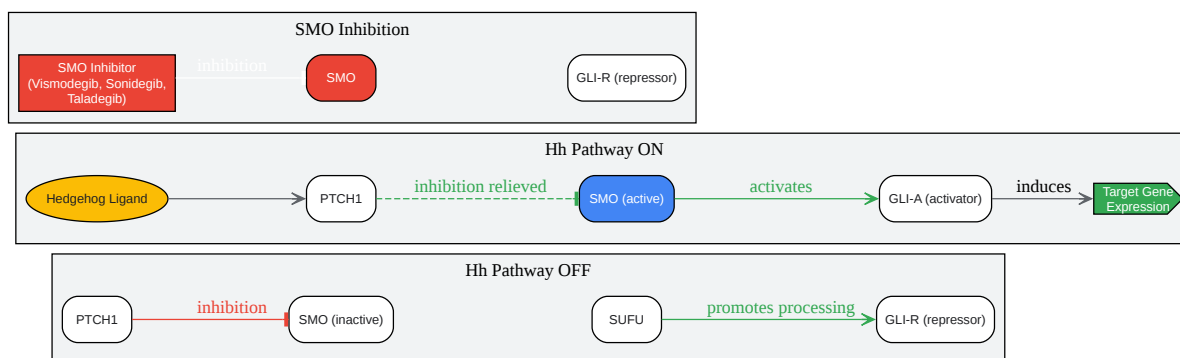 SMO Inhibition
SMO Inhibitor
(Vismodegib, Sonidegib,
Taladegib)
inhibition
SMO
GLI-R (repressor)
Hh Pathway ON
Hedgehog Ligand
PTCH1
inhibition relieved
SMO (active)
activates
GLI-A (activator)
induces
Target Gene
Expression
Hh Pathway OFF
PTCH1
inhibition
SMO (inactive)
SUFU
promotes processing
GLI-R (repressor)